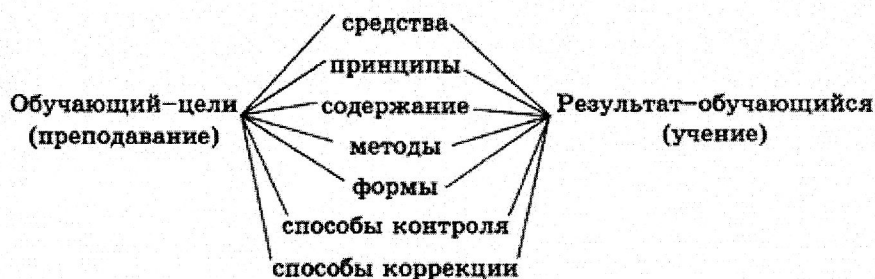 средства
принципы
Обучающий–цели содержание Результат–обучающийся
(преподавание) методы (учение)
формы
способы контроля
способы коррекции